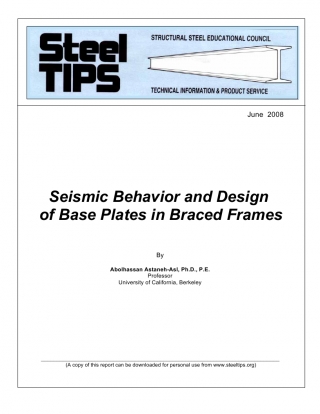 Steel
TIPS
STRUCTURAL STEEL EDUCATIONAL COUNCIL
TECHNICAL INFORMATION & PRODUCT SERVICE
June 2008
Seismic Behavior and Design
of Base Plates in Braced Frames
By
Abolhassan Astaneh-Asl, Ph.D., P.E.
Professor
University of California, Berkeley
(A copy of this report can be downloaded for personal use from www.steeltips.org)